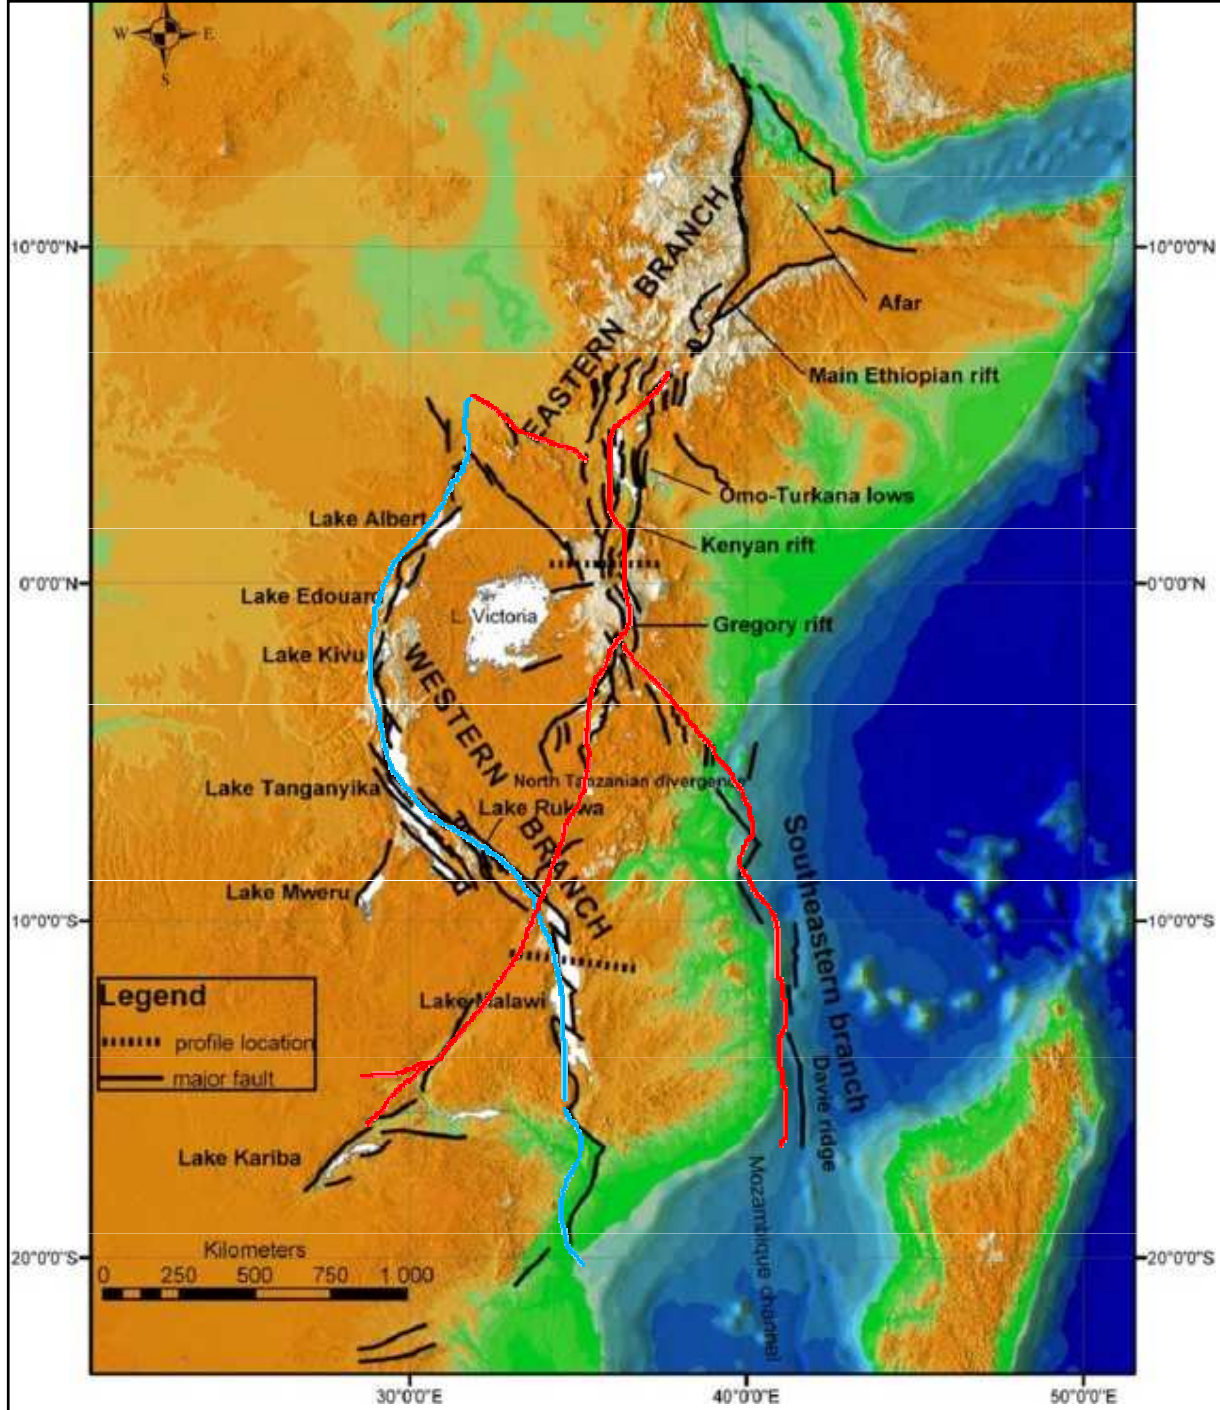 W E
S
10°0'0"N 10°0'0"N
EASTERN BRANCH
Afar
Main Ethiopian rift
Omo-Turkana lows
Lake Albert
Kenyan rift
0°0'0"N 0°0'0"N
Lake Edouard
L. Victoria
Gregory rift
Lake Kivu
WESTERN BRANCH
North Tanzanian divergence
Lake Tanganyika
Lake Rukwa
Southeastern branch
Lake Mweru
10°0'0"S 10°0'0"S
Legend
Lake Malawi
profile location
major fault
Davie ridge
Lake Kariba
Mozambique channel
Kilometers
20°0'0"S 20°0'0"S
0 250 500 750 1 000
30°0'0"E 40°0'0"E 50°0'0"E